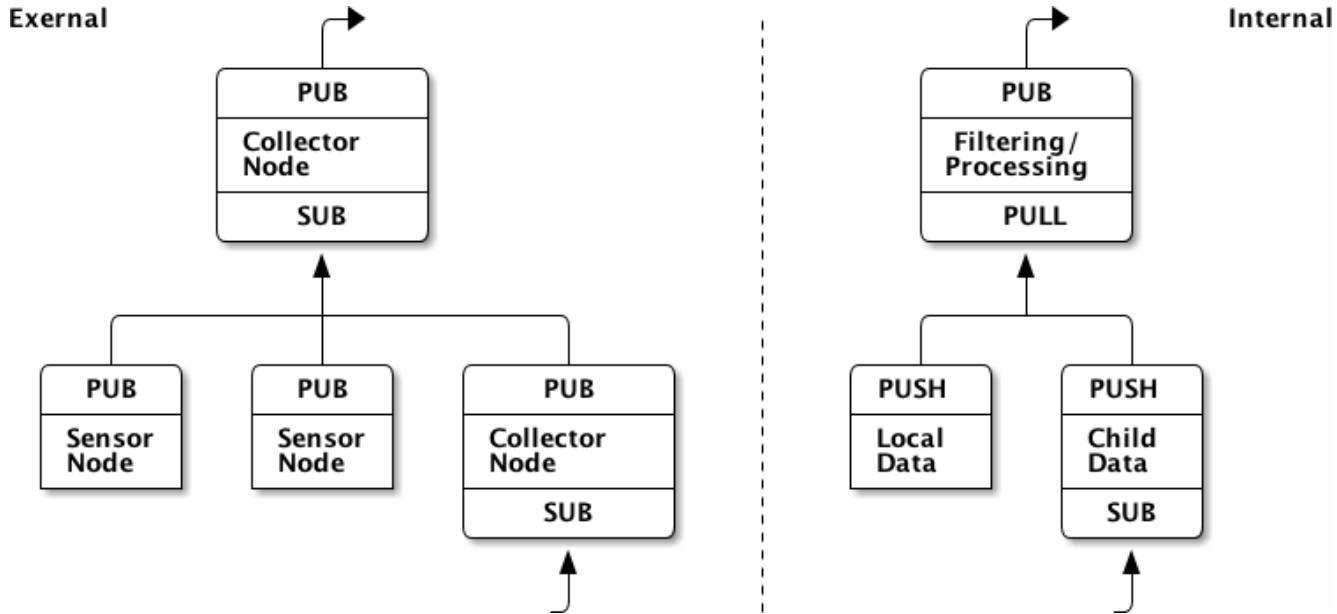 Exernal
Internal
PUB
Collector
Node
SUB
PUB
Sensor
Node
PUB
Sensor
Node
PUB
Collector
Node
SUB
PUB
Filtering/
Processing
PULL
PUSH
Local
Data
PUSH
Child
Data
SUB